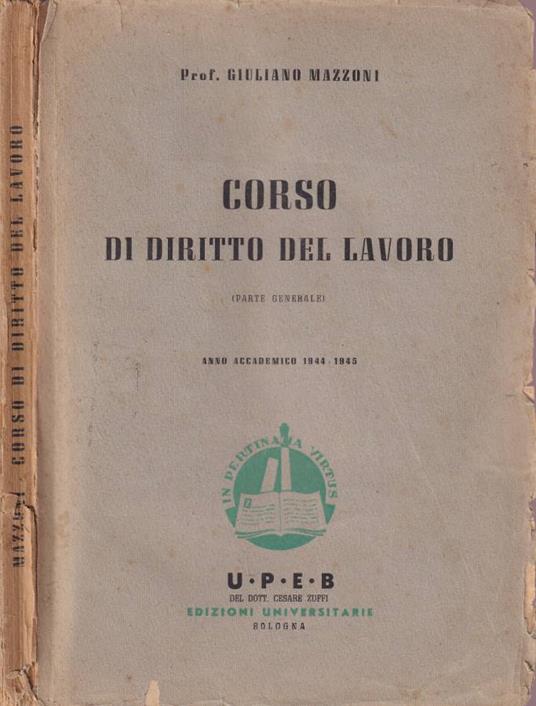 Prof. GIULIANO MAZZONI
CORSO
DI DIRITTO DEL LAVORO
(PARTE GENERALE)
ANNO ACCADEMICO 1944-1945
IN PERTINACIA VIRTUS
U·P·E·B
DEL DOTT. CESARE ZUFFI
EDIZIONI UNIVERSITARIE
BOLOGNA
MAZZONI - CORSO DI DIRITTO DEL LAVORO